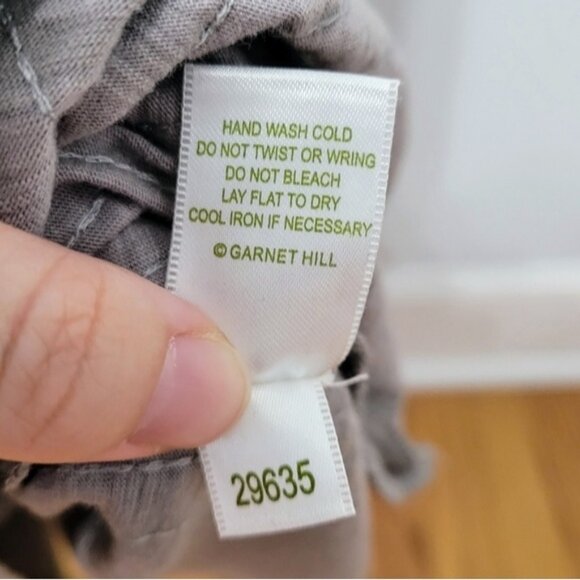 HAND WASH COLD
DO NOT TWIST OR WRING
DO NOT BLEACH
LAY FLAT TO DRY
COOL IRON IF NECESSARY
© GARNET HILL
29635